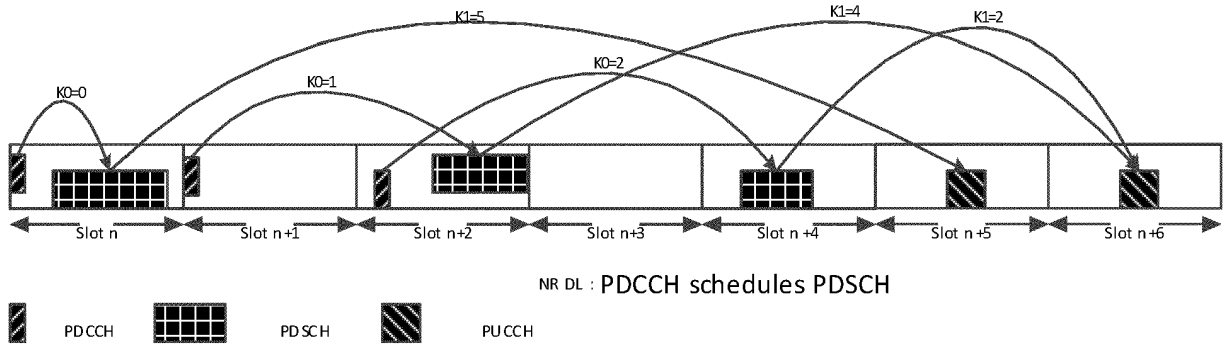 K1=5
K1=4
K1=2
K0=2
K0=1
K0=0
Slot n
Slot n+1
Slot n+2
Slot n+3
Slot n+4
Slot n+5
Slot n+6
NR DL : PDCCH schedules PDSCH
PDCCH
PDSCH
PUCCH